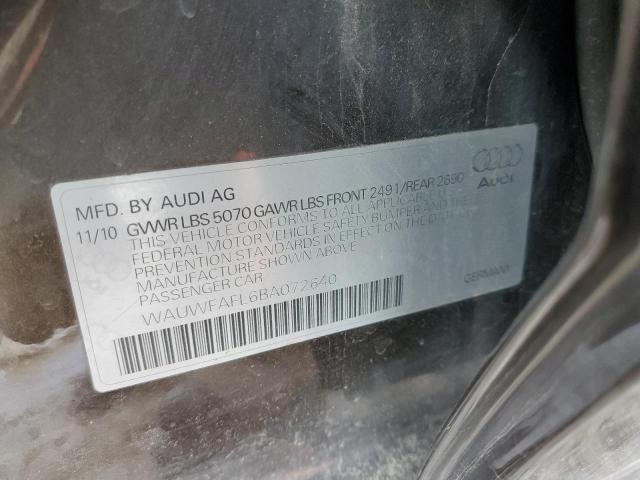 MFD. BY AUDI AG
11/10 GVWR LBS 5070 GAWR LBS FRONT 2491/REAR 2690
THIS VEHICLE CONFORMS TO ALL APPLICABLE U.S.
FEDERAL MOTOR VEHICLE SAFETY BUMPER AND THEFT
PREVENTION STANDARDS IN EFFECT ON THE DATE OF
MANUFACTURE SHOWN ABOVE.
PASSENGER CAR
WAUWFAFL6BA072640
Audi
GERMANY